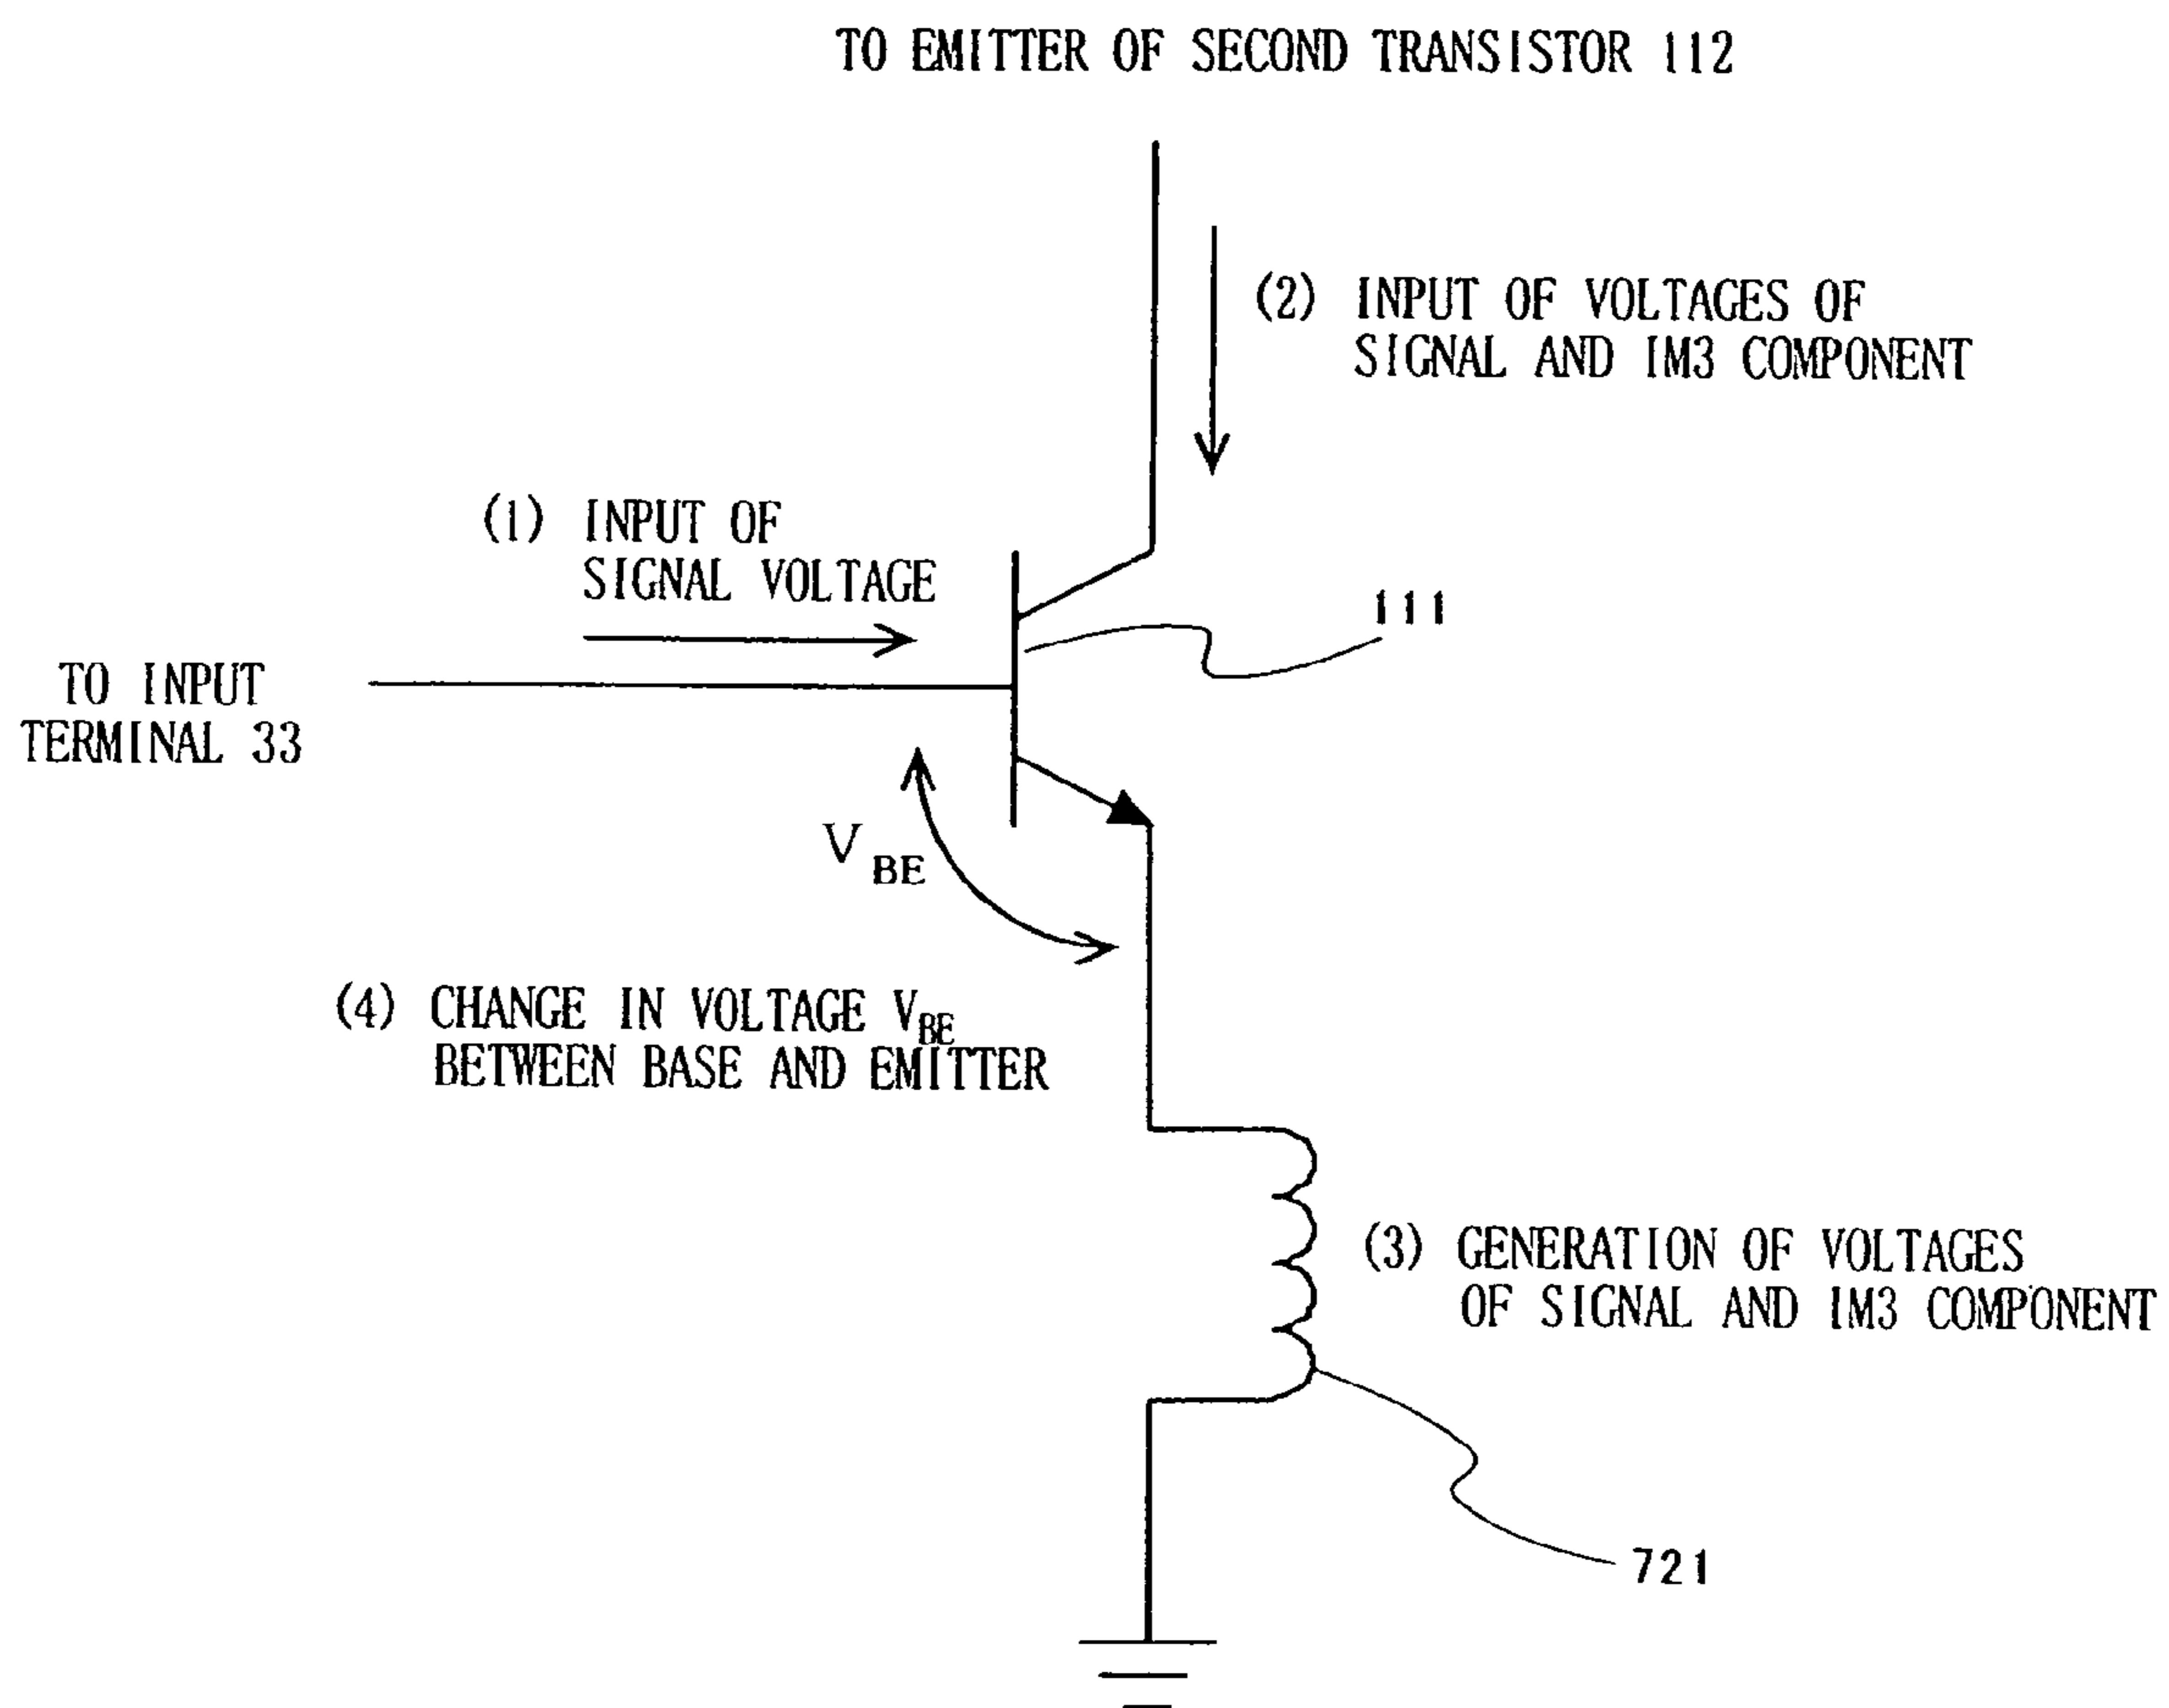 TO EMITTER OF SECOND TRANSISTOR 112
(2) INPUT OF VOLTAGES OF
SIGNAL AND IM3 COMPONENT
(1) INPUT OF
SIGNAL VOLTAGE
111
TO INPUT
TERMINAL 33
VBE
(4) CHANGE IN VOLTAGE VBE
BETWEEN BASE AND EMITTER
(3) GENERATION OF VOLTAGES
OF SIGNAL AND IM3 COMPONENT
721